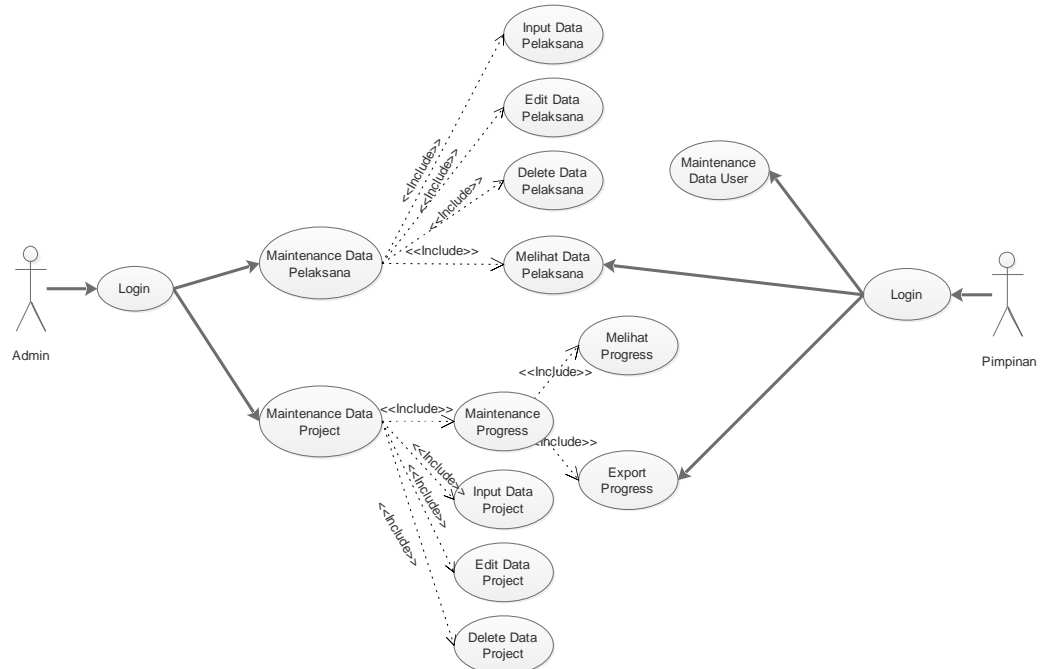 Input Data
Pelaksana
Edit Data
Pelaksana
<<Include>>
<<Include>>
Delete Data
Pelaksana
<<Include>>
Maintenance
Data User
Maintenance Data
Pelaksana
<<Include>>
Melihat Data
Pelaksana
Login
Login
Admin
Pimpinan
Melihat
Progress
<<Include>>
Maintenance Data
Project
<<Include>>
Maintenance
Progress
<<Include>>
Export
Progress
<<Include>>
<<Include>>
<<Include>>
Input Data
Project
Edit Data
Project
Delete Data
Project